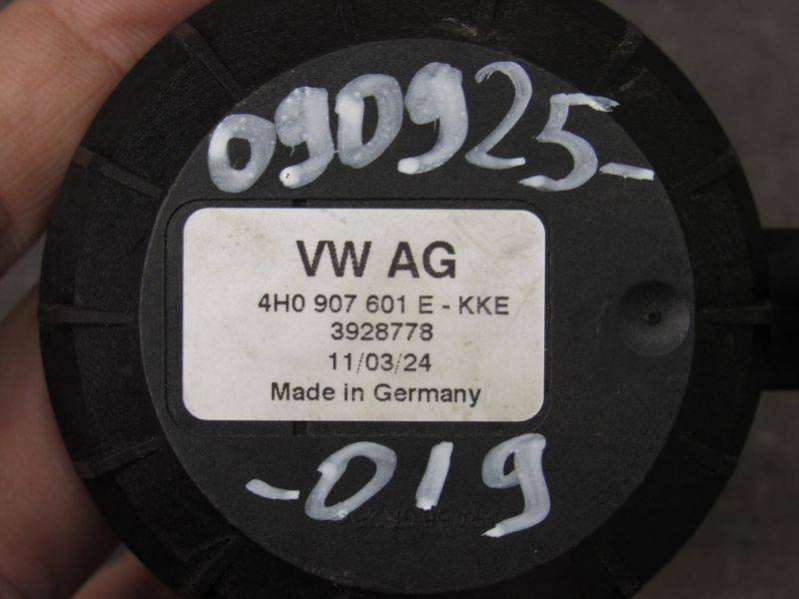 090925-
VW AG
4H0 907 601 E - KKE
3928778
11/03/24
Made in Germany
-019